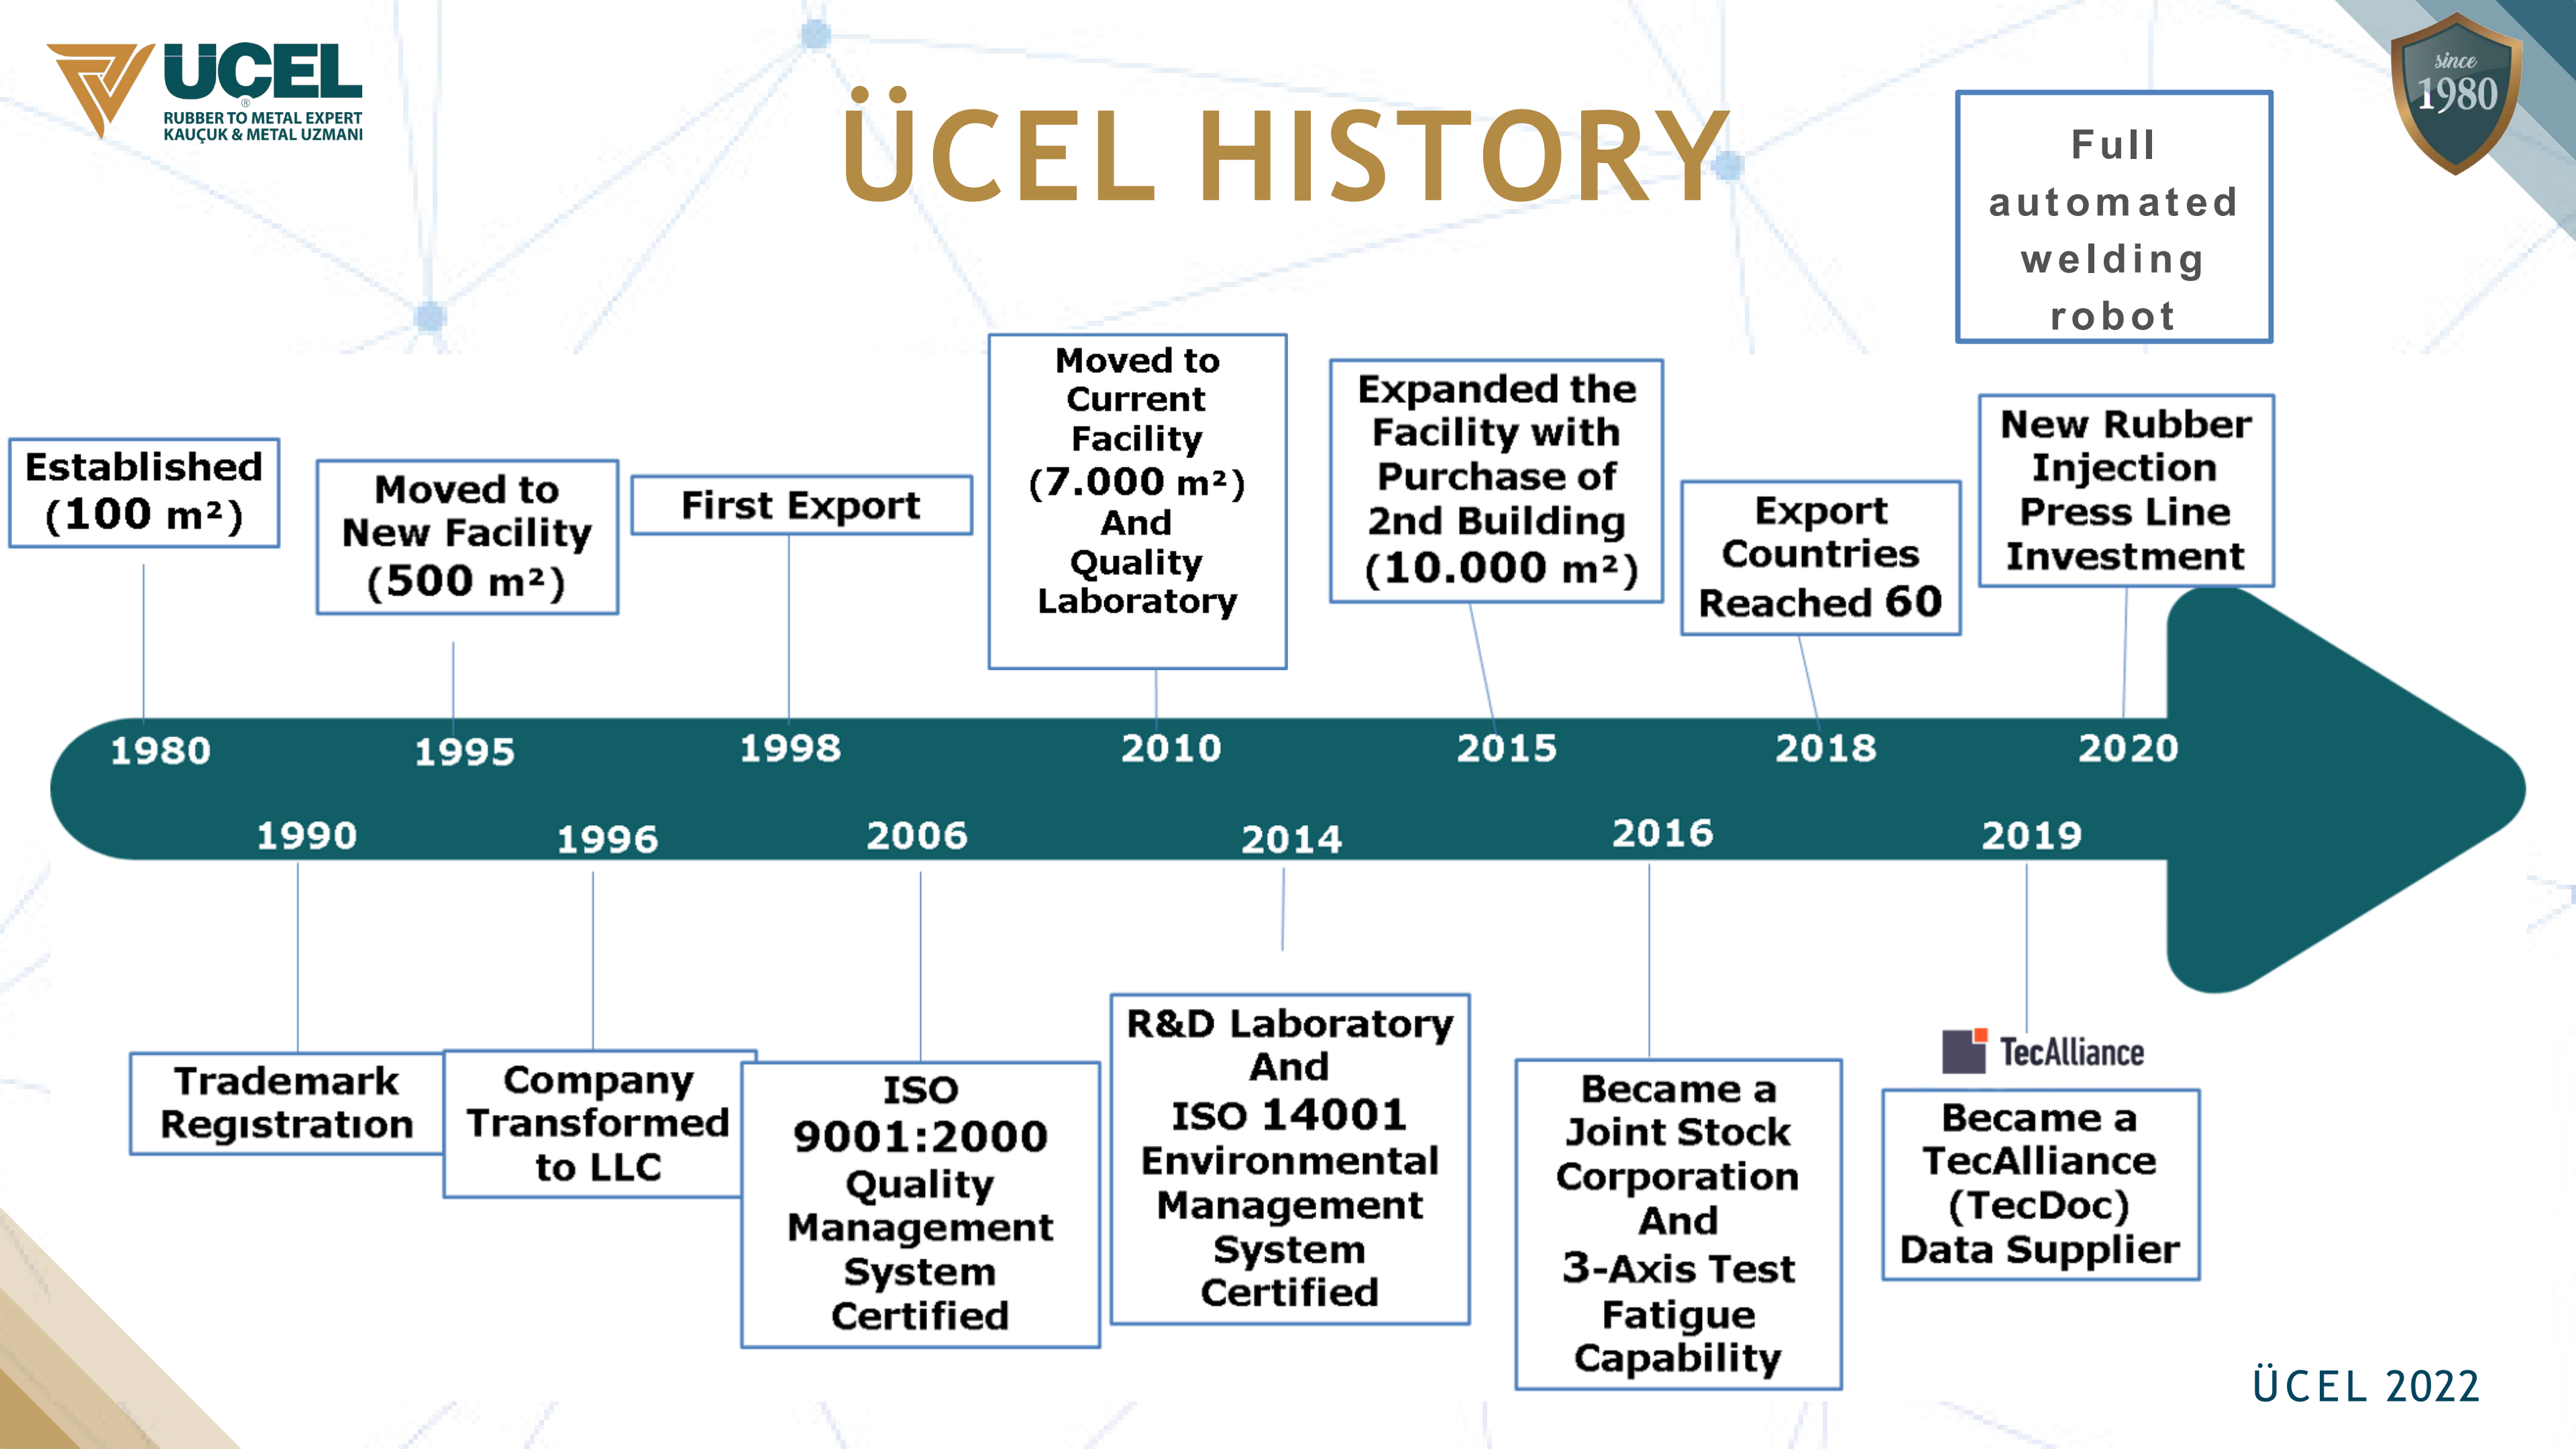 ÜCEL
®
RUBBER TO METAL EXPERT
KAUÇUK & METAL UZMANI
ÜCEL HISTORY
since
1980
Full
automated
welding
robot
Established
(100 m²)
Moved to
New Facility
(500 m²)
First Export
Moved to
Current
Facility
(7.000 m²)
And
Quality
Laboratory
Expanded the
Facility with
Purchase of
2nd Building
(10.000 m²)
Export
Countries
Reached 60
New Rubber
Injection
Press Line
Investment
1980
1995
1998
2010
2015
2018
2020
1990
1996
2006
2014
2016
2019
Trademark
Regıstratıon
Company
Transformed
to LLC
ISO
9001:2000
Quality
Management
System
Certified
R&D Laboratory
And
ISO 14001
Environmental
Management
System
Certified
Became a
Joint Stock
Corporation
And
3-Axis Test
Fatigue
Capability
TecAlliance
Became a
TecAlliance
(TecDoc)
Data Supplier
ÜCEL 2022